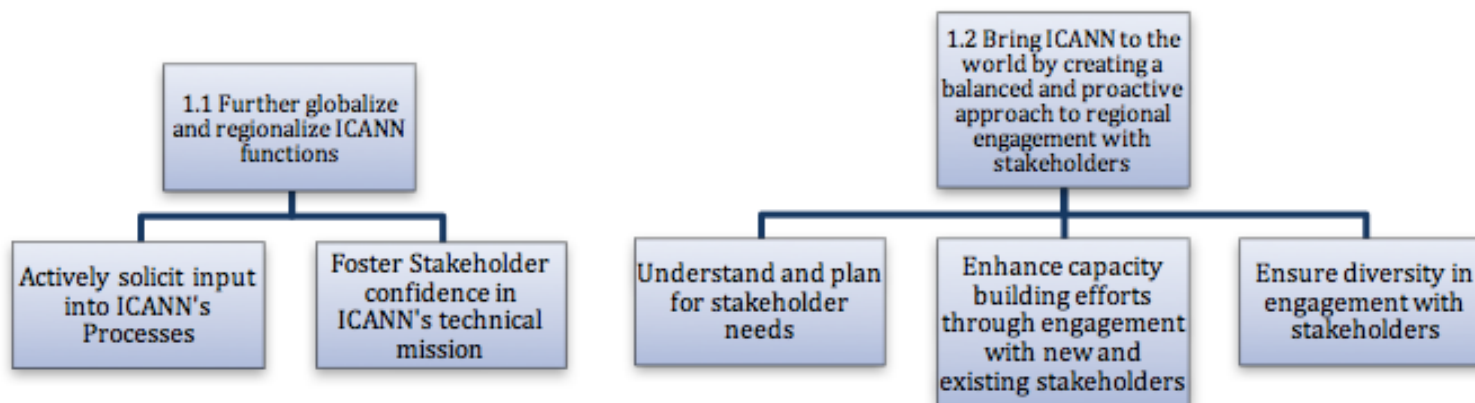 1.1 Further globalize
and regionalize ICANN
functions
Actively solicit input
into ICANN's
Processes
Foster Stakeholder
confidence in
ICANN's technical
mission
1.2 Bring ICANN to the
world by creating a
balanced and proactive
approach to regional
engagement with
stakeholders
Understand and plan
for stakeholder
needs
Enhance capacity
building efforts
through engagement
with new and
existing stakeholders
Ensure diversity in
engagement with
stakeholders